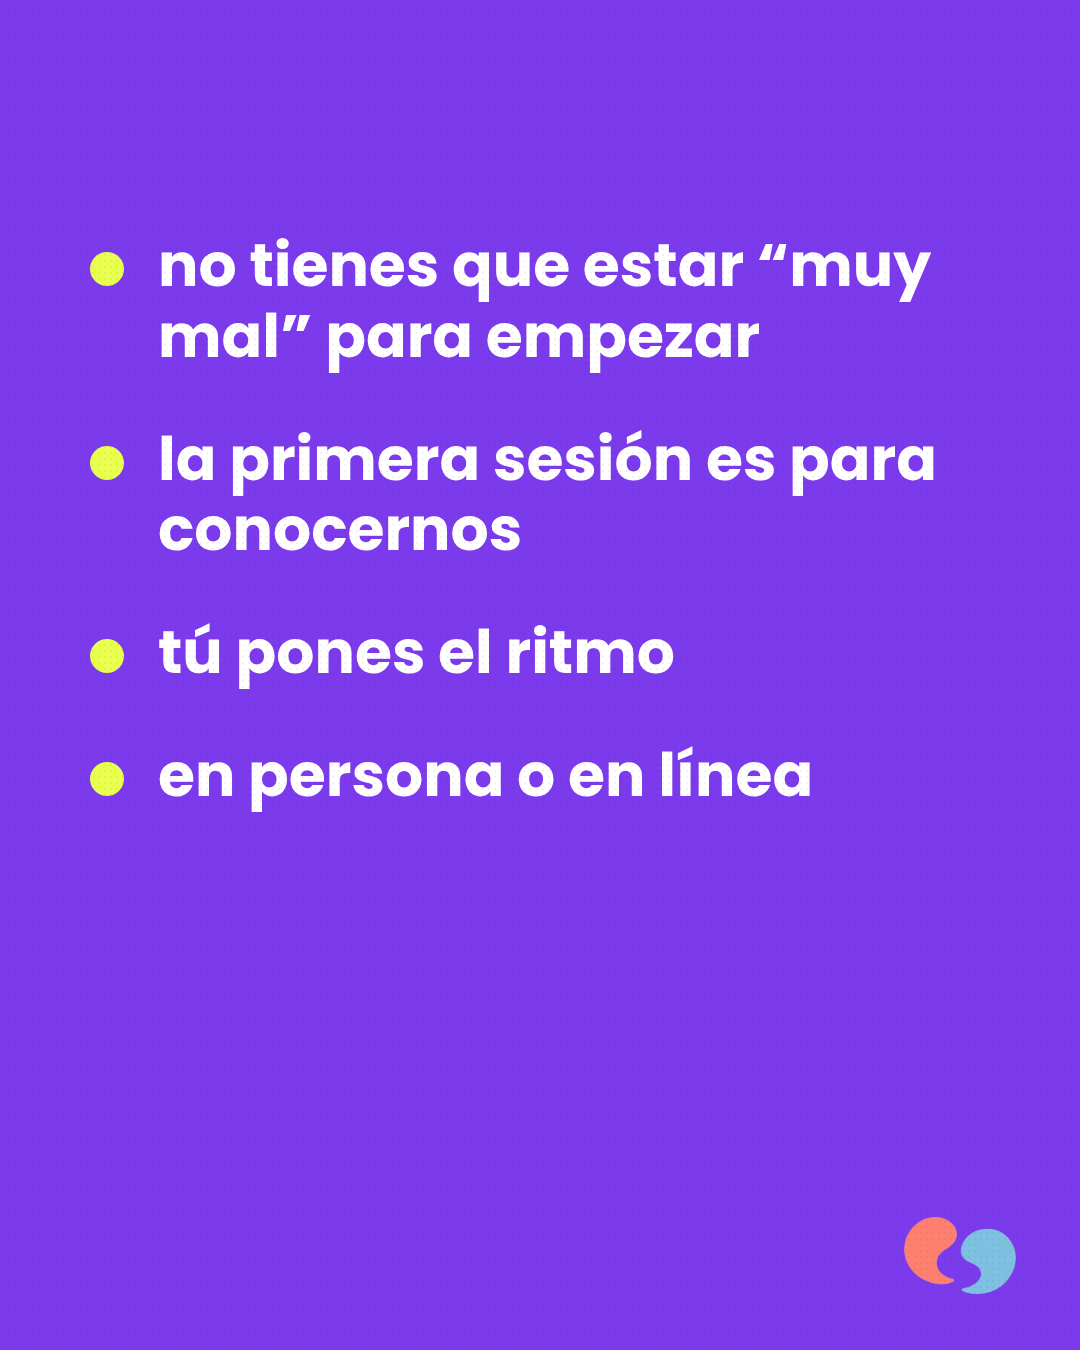 no tienes que estar “muy
mal” para empezar
la primera sesión es para
conocernos
tú pones el ritmo
en persona o en línea